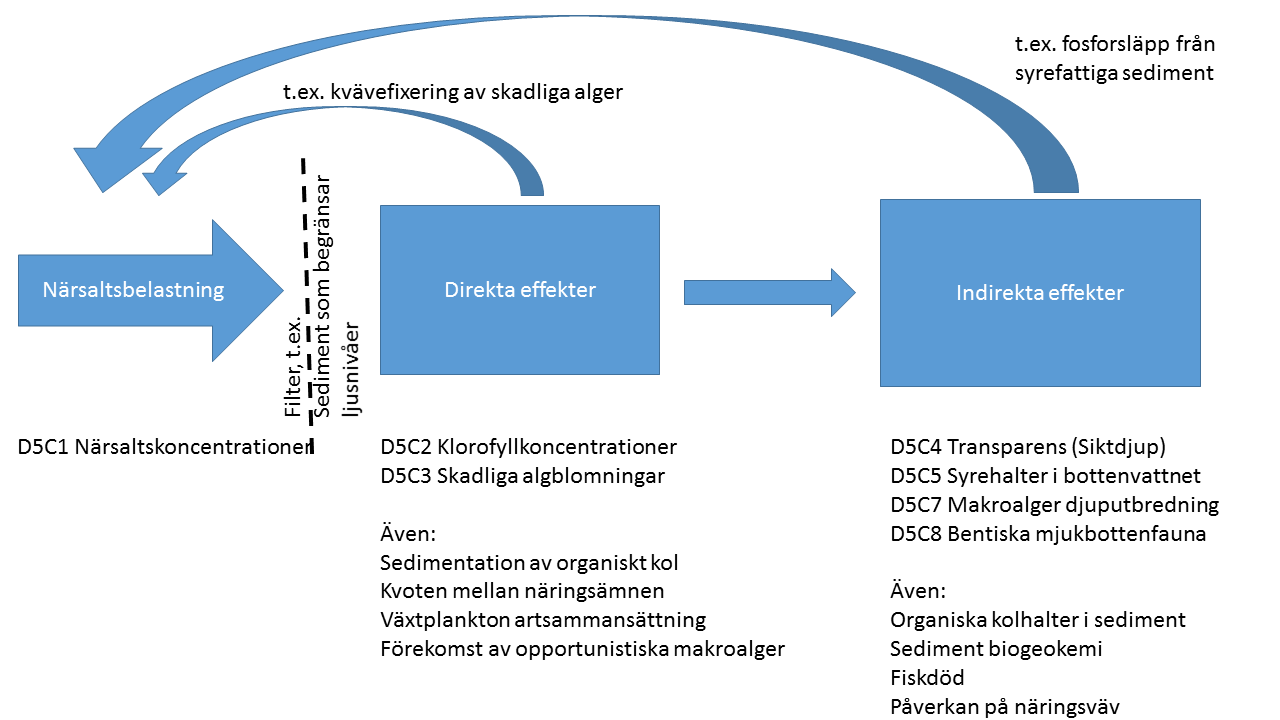 t.ex. fosforsläpp från
syrefattiga sediment
t.ex. kvävefixering av skadliga alger
Närsaltsbelastning
Filter, t.ex.
Sediment som begränsar
ljusnivåer
Direkta effekter
Indirekta effekter
D5C1 Närsaltskoncentrationer
D5C2 Klorofyllkoncentrationer
D5C3 Skadliga algblomningar
Även:
Sedimentation av organiskt kol
Kvoten mellan näringsämnen
Växtplankton artsammansättning
Förekomst av opportunistiska makroalger
D5C4 Transparens (Siktdjup)
D5C5 Syrehalter i bottenvattnet
D5C7 Makroalger djuputbredning
D5C8 Bentiska mjukbottenfauna
Även:
Organiska kolhalter i sediment
Sediment biogeokemi
Fiskdöd
Påverkan på näringsväv